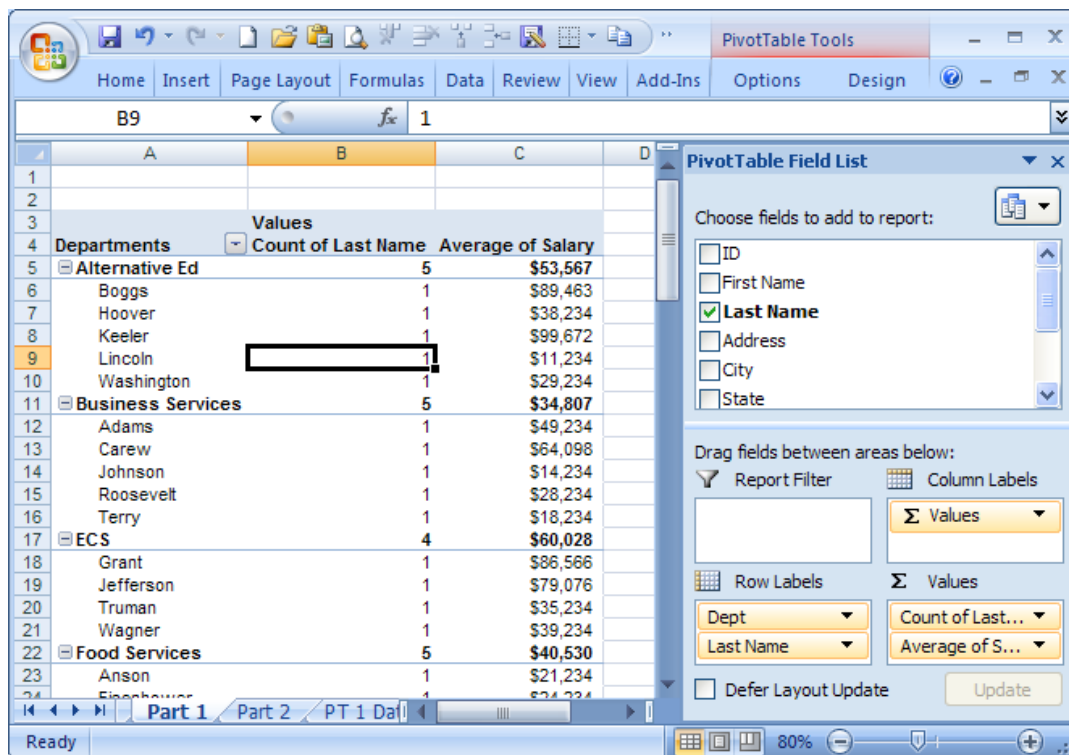 PivotTable Tools
Home Insert Page Layout Formulas Data Review View Add-Ins Options Design
B9 fx 1
A B C D
PivotTable Field List
1
2
Choose fields to add to report:
3 Values
4 Departments Count of Last Name Average of Salary
5 Alternative Ed 5 $53,567
6 Boggs 1 $89,463
7 Hoover 1 $38,234
8 Keeler 1 $99,672
9 Lincoln 1 $11,234
10 Washington 1 $29,234
11 Business Services 5 $34,807
12 Adams 1 $49,234
13 Carew 1 $64,098
14 Johnson 1 $14,234
15 Roosevelt 1 $28,234
16 Terry 1 $18,234
17 ECS 4 $60,028
18 Grant 1 $86,566
19 Jefferson 1 $79,076
20 Truman 1 $35,234
21 Wagner 1 $39,234
22 Food Services 5 $40,530
23 Anson 1 $21,234
24 Eisenhower 1 $24,234
ID
First Name
Last Name
Address
City
State
Drag fields between areas below:
Report Filter Column Labels
Σ Values
Row Labels Σ Values
Dept Count of Last...
Last Name Average of S...
Defer Layout Update Update
Part 1 Part 2 PT 1 Dat
Ready 80%